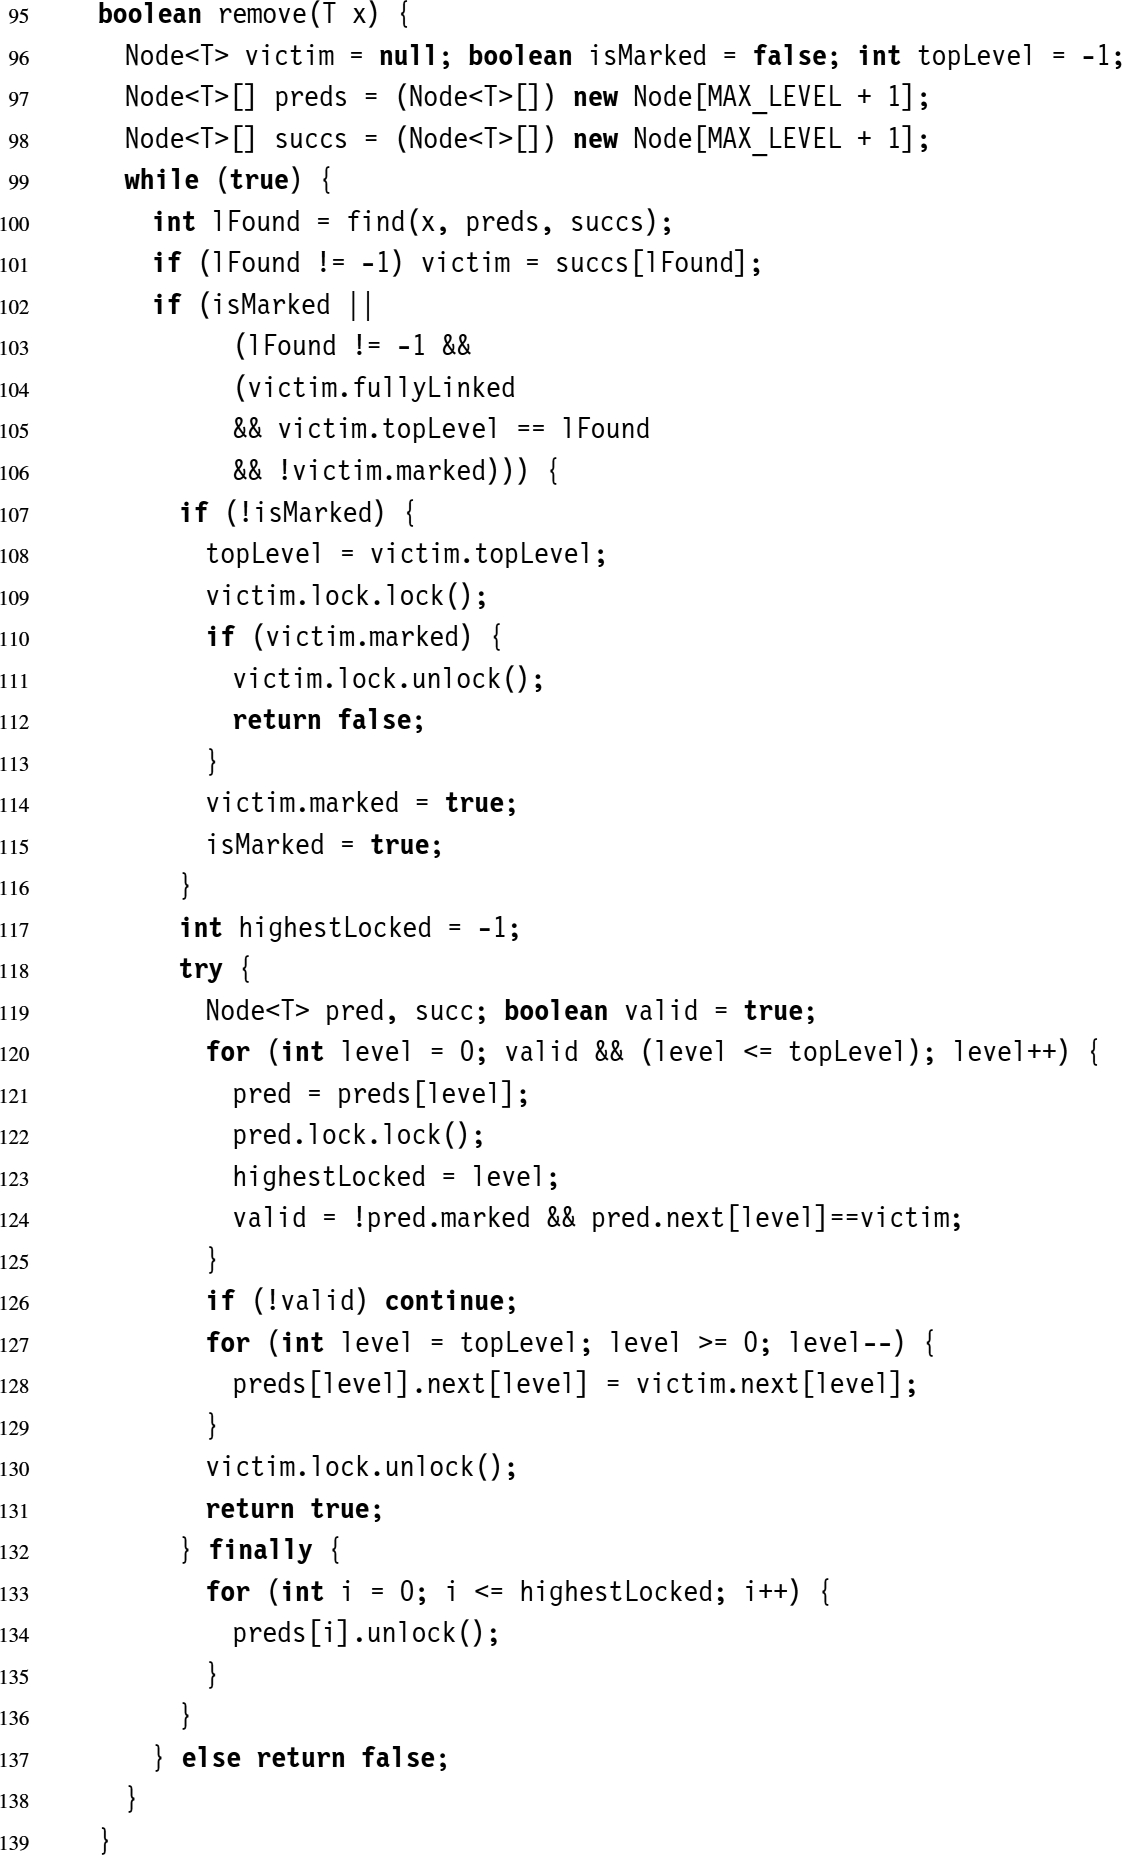 95 boolean remove(T x) {
96 Node<T> victim = null; boolean isMarked = false; int topLevel = -1;
97 Node<T>[] preds = (Node<T>[]) new Node[MAX_LEVEL + 1];
98 Node<T>[] succs = (Node<T>[]) new Node[MAX_LEVEL + 1];
99 while (true) {
100 int lFound = find(x, preds, succs);
101 if (lFound != -1) victim = succs[lFound];
102 if (isMarked ||
103 (lFound != -1 &&
104 (victim.fullyLinked
105 && victim.topLevel == lFound
106 && !victim.marked))) {
107 if (!isMarked) {
108 topLevel = victim.topLevel;
109 victim.lock.lock();
110 if (victim.marked) {
111 victim.lock.unlock();
112 return false;
113 }
114 victim.marked = true;
115 isMarked = true;
116 }
117 int highestLocked = -1;
118 try {
119 Node<T> pred, succ; boolean valid = true;
120 for (int level = 0; valid && (level <= topLevel); level++) {
121 pred = preds[level];
122 pred.lock.lock();
123 highestLocked = level;
124 valid = !pred.marked && pred.next[level]==victim;
125 }
126 if (!valid) continue;
127 for (int level = topLevel; level >= 0; level--) {
128 preds[level].next[level] = victim.next[level];
129 }
130 victim.lock.unlock();
131 return true;
132 } finally {
133 for (int i = 0; i <= highestLocked; i++) {
134 preds[i].unlock();
135 }
136 }
137 } else return false;
138 }
139 }